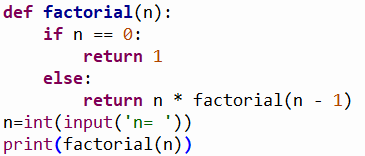 def factorial(n):
    if n == 0:
        return 1
    else:
        return n * factorial(n - 1)
n=int(input('n= '))
print(factorial(n))